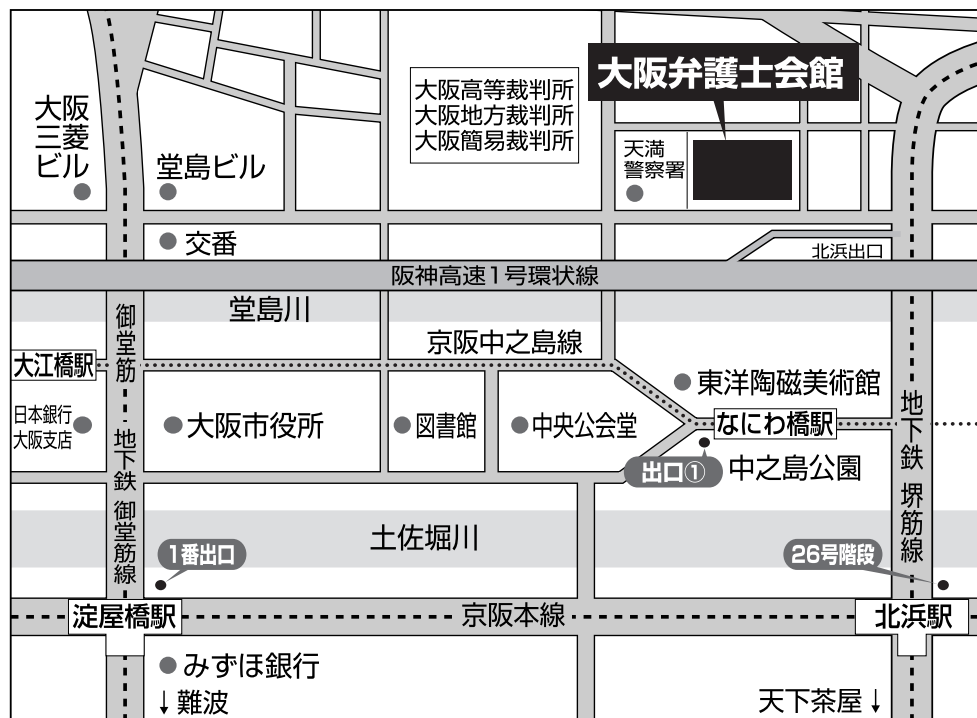 大阪弁護士会館
大阪高等裁判所
大阪地方裁判所
大阪簡易裁判所
大阪
三菱
ビル
堂島ビル
天満
警察署
交番
北浜出口
阪神高速1号環状線
堂島川
御堂筋
京阪中之島線
大江橋駅
東洋陶磁美術館
日本銀行
大阪支店
大阪市役所
図書館
中央公会堂
なにわ橋駅
地下鉄 堺筋線
地下鉄 御堂筋線
出口①
中之島公園
土佐堀川
1番出口
26号階段
淀屋橋駅
京阪本線
北浜駅
みずほ銀行
↓難波
天下茶屋↓